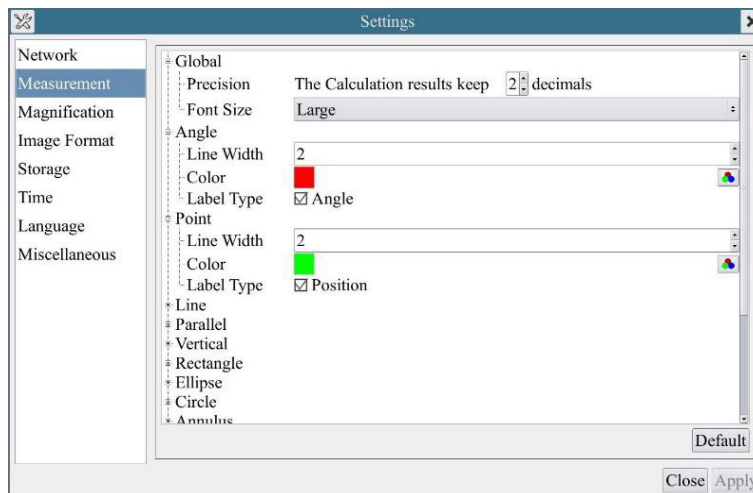 Settings
Network
Measurement
Magnification
Image Format
Storage
Time
Language
Miscellaneous
Global
Precision The Calculation results keep 2 decimals
Font Size Large
Angle
Line Width 2
Color
Label Type Angle
Point
Line Width 2
Color
Label Type Position
Line
Parallel
Vertical
Rectangle
Ellipse
Circle
Annulus
Default
Close Apply